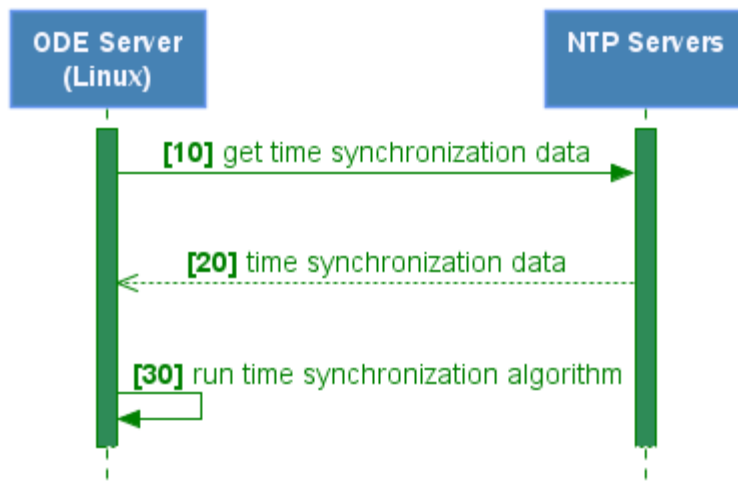 ODE Server
(Linux)
NTP Servers
[10] get time synchronization data
[20] time synchronization data
[30] run time synchronization algorithm